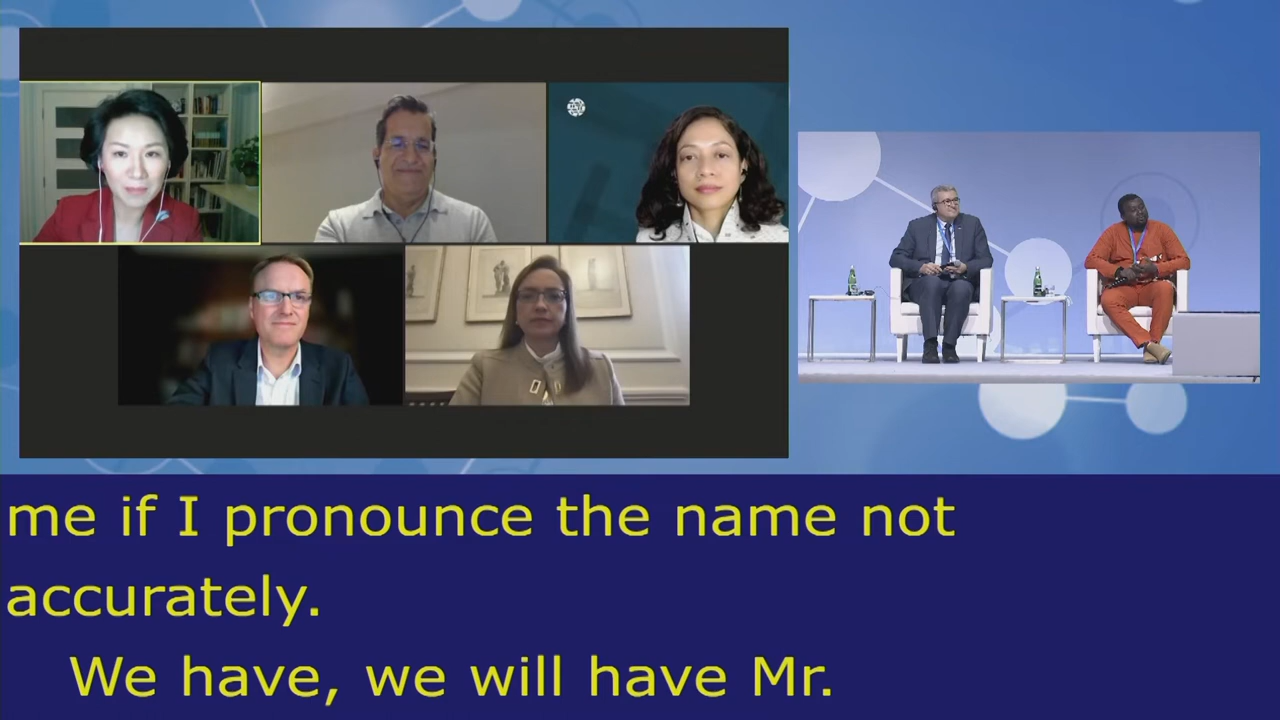 me if I pronounce the name not
accurately.
We have, we will have Mr.